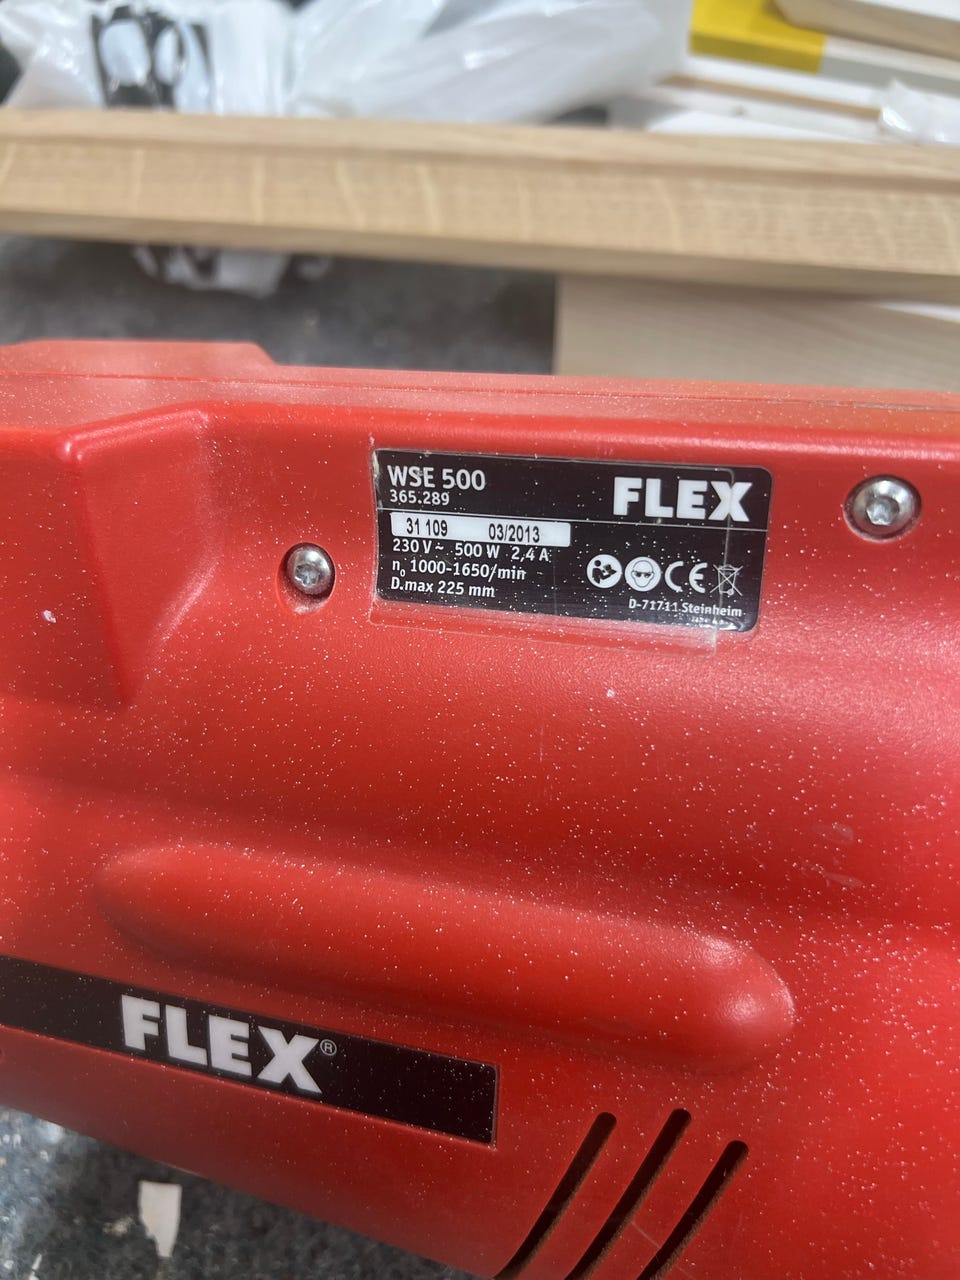 WSE 500
365.289
FLEX
31 109 03/2013
230 V~ 500 W 2,4 A
n₀ 1000-1650/min
D.max 225 mm
CE
D-71711 Steinheim
FLEX®